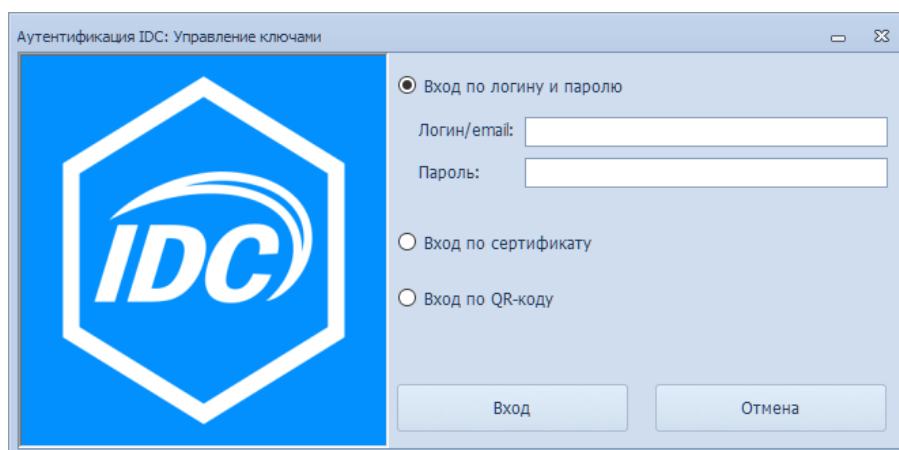 Аутентификация IDC: Управление ключами
IDC
Вход по логину и паролю
Логин/email:
Пароль:
Вход по сертификату
Вход по QR-коду
Вход
Отмена